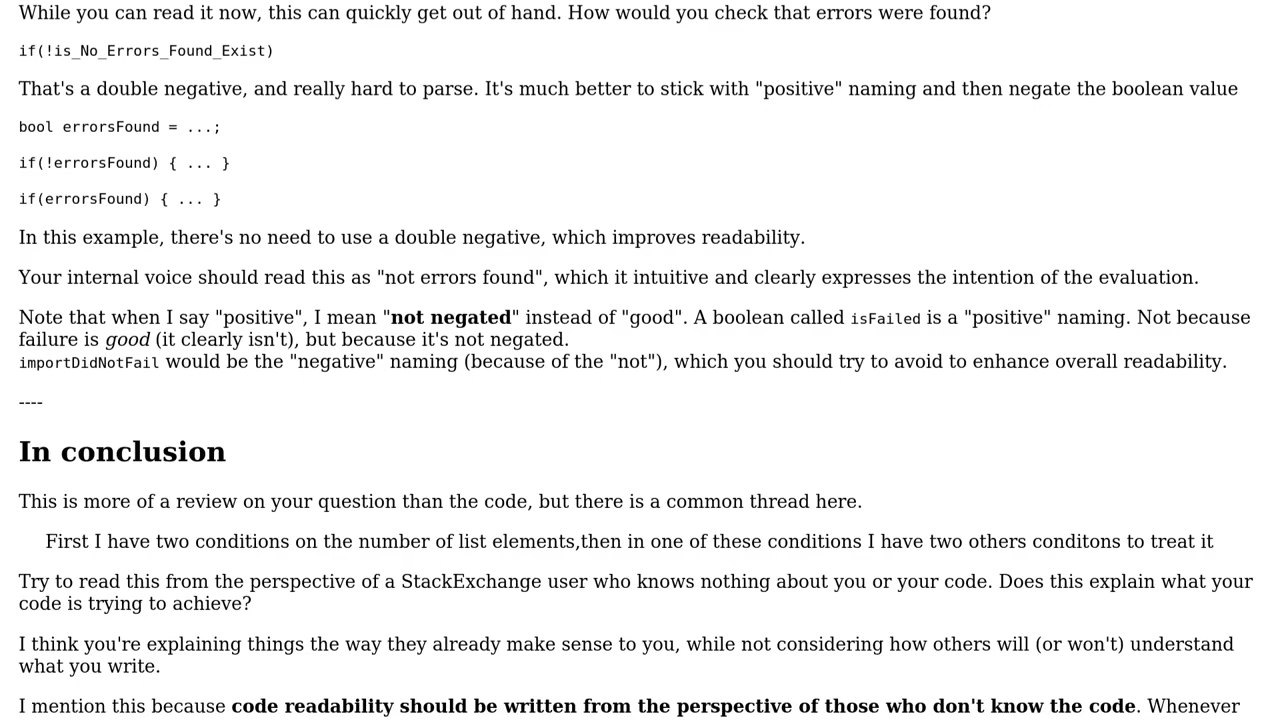 While you can read it now, this can quickly get out of hand. How would you check that errors were found?
if(!is_No_Errors_Found_Exist)
That's a double negative, and really hard to parse. It's much better to stick with "positive" naming and then negate the boolean value
bool errorsFound = ...;
if(!errorsFound) { ... }
if(errorsFound) { ... }
In this example, there's no need to use a double negative, which improves readability.
Your internal voice should read this as "not errors found", which it intuitive and clearly expresses the intention of the evaluation.
Note that when I say "positive", I mean "not negated" instead of "good". A boolean called isFailed is a "positive" naming. Not because
failure is good (it clearly isn't), but because it's not negated.
importDidNotFail would be the "negative" naming (because of the "not"), which you should try to avoid to enhance overall readability.
----
In conclusion
This is more of a review on your question than the code, but there is a common thread here.
First I have two conditions on the number of list elements,then in one of these conditions I have two others conditons to treat it
Try to read this from the perspective of a StackExchange user who knows nothing about you or your code. Does this explain what your
code is trying to achieve?
I think you're explaining things the way they already make sense to you, while not considering how others will (or won't) understand
what you write.
I mention this because code readability should be written from the perspective of those who don't know the code. Whenever